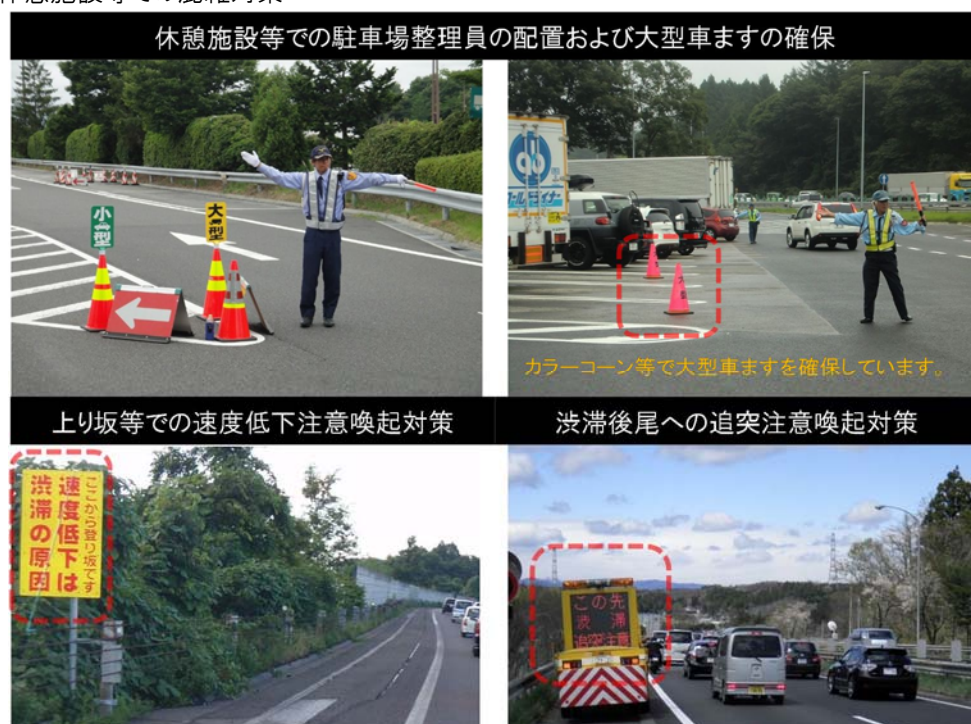 休憩施設等での駐車場整理員の配置および大型車ますの確保
小型
大型
カラーコーン等で大型車ますを確保しています。
上り坂等での速度低下注意喚起対策
渋滞後尾への追突注意喚起対策
ここから登り坂です
速度低下は
渋滞の原因
この先
渋滞
追突注意